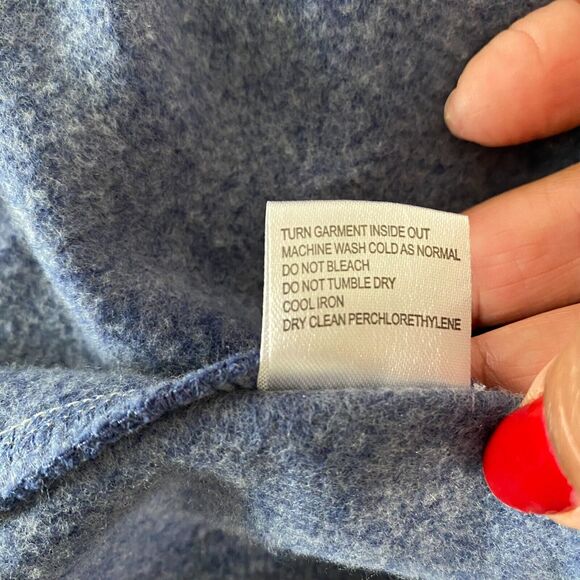 TURN GARMENT INSIDE OUT
MACHINE WASH COLD AS NORMAL
DO NOT BLEACH
DO NOT TUMBLE DRY
COOL IRON
DRY CLEAN PERCHLORETHYLENE